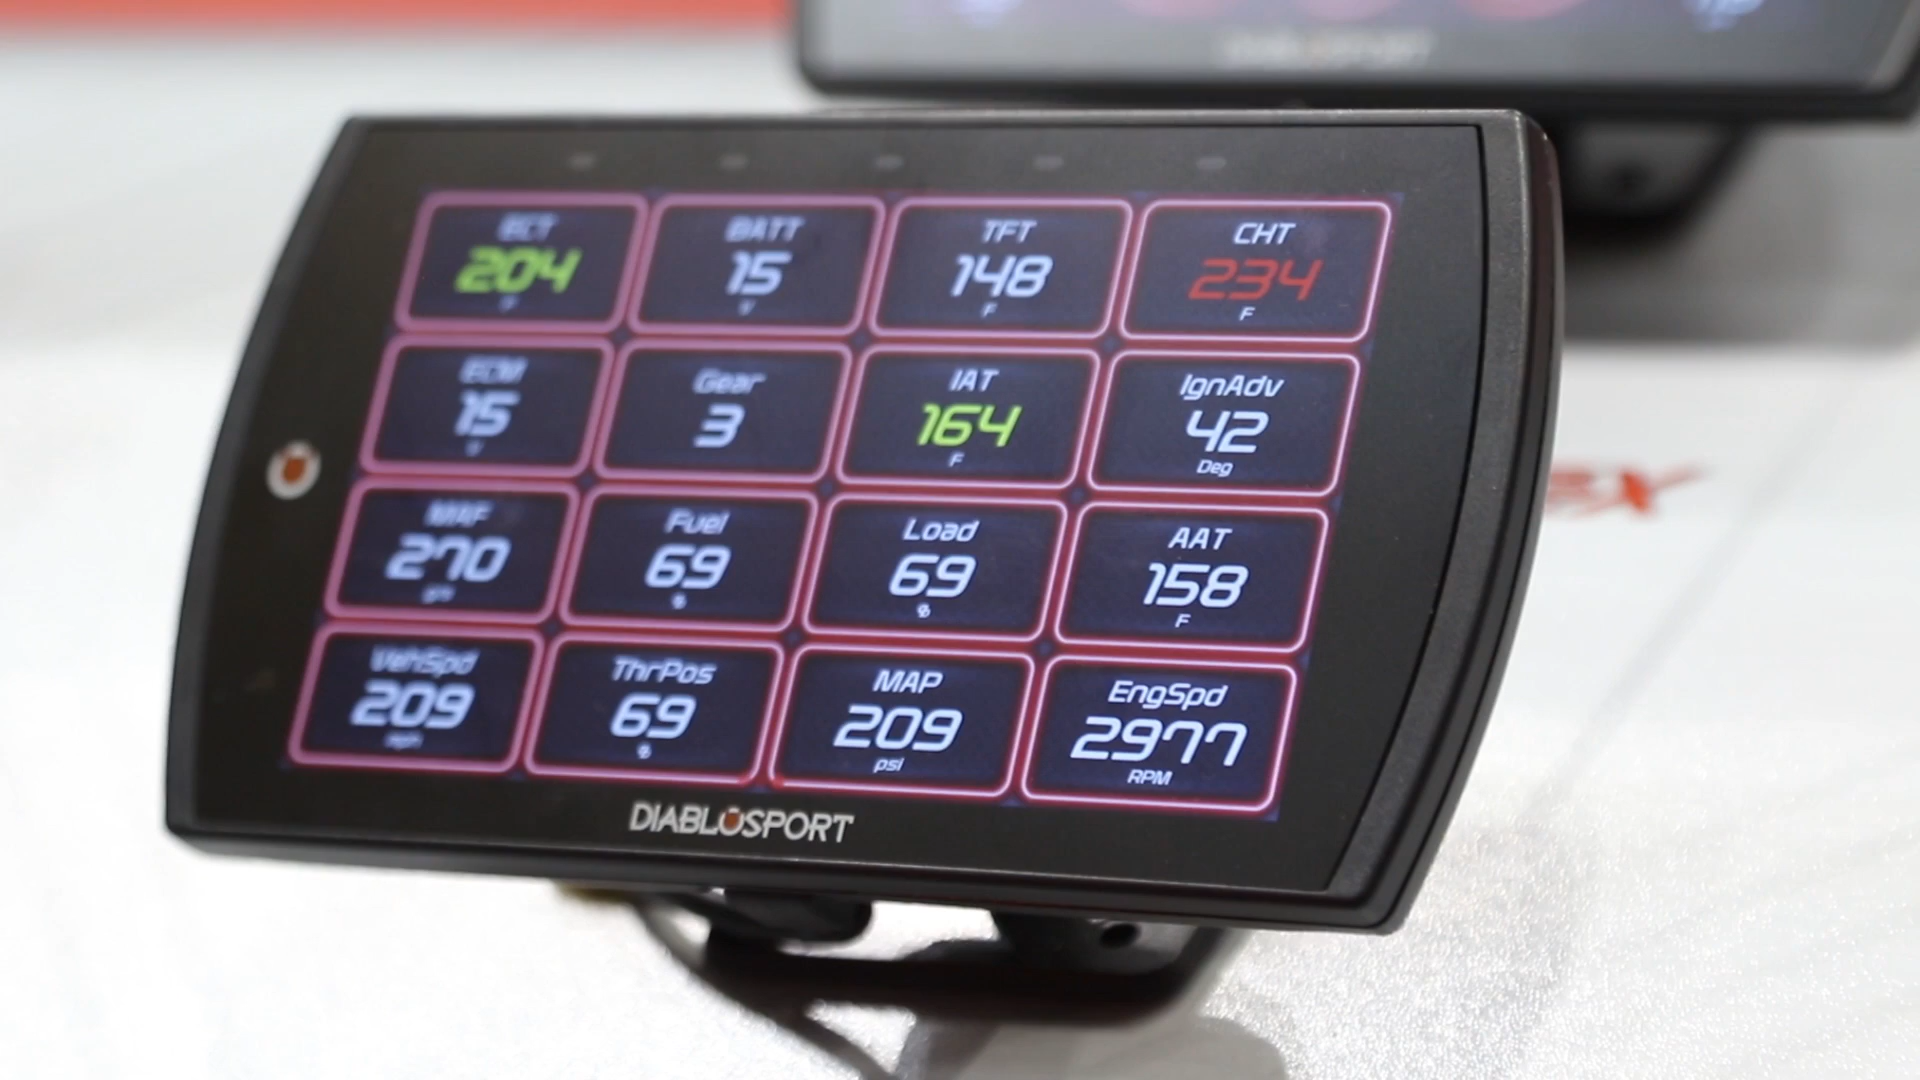 ECT BATT TFT CHT
204 15 148 234
F V F F
ECM Gear IAT IgnAdv
15 3 164 42
V F Deg
MAF Fuel Load AAT
270 69 69 158
% % F
VehSpd ThrPos MAP EngSpd
209 69 209 2977
mph % psi RPM
DIABLOSPORT